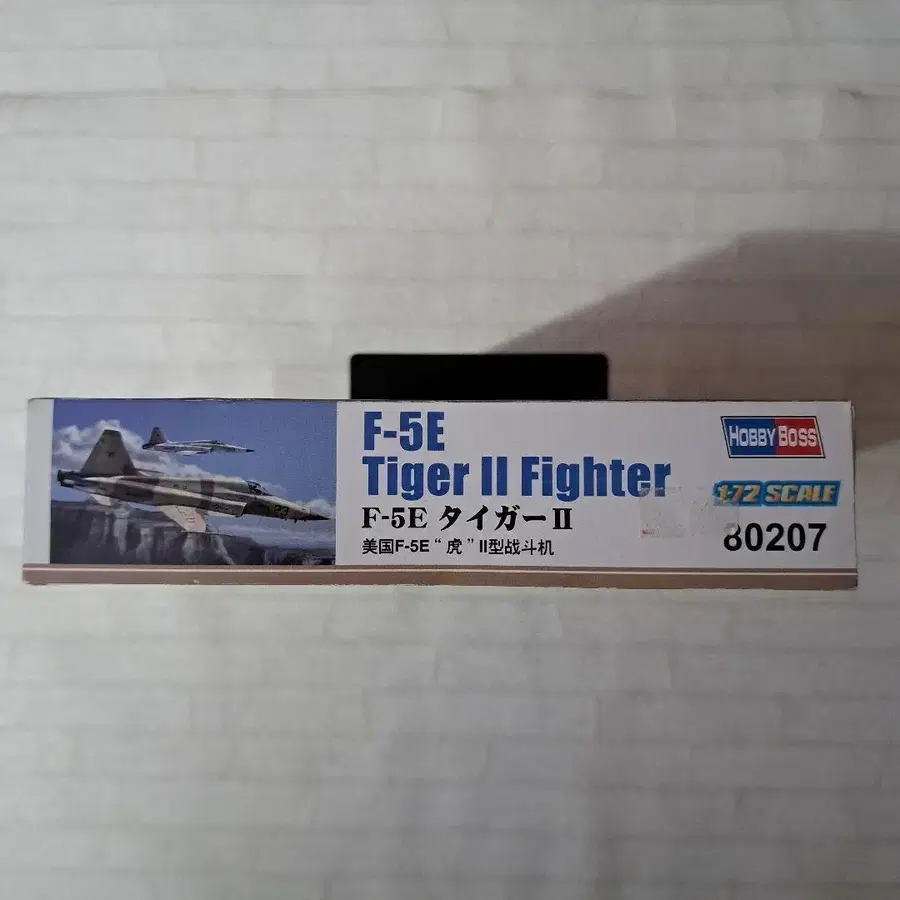 F-5E
Tiger II Fighter
F-5E タイガーII
美国F-5E“虎”II型战斗机
HOBBY BOSS
1:72 SCALE
80207
23